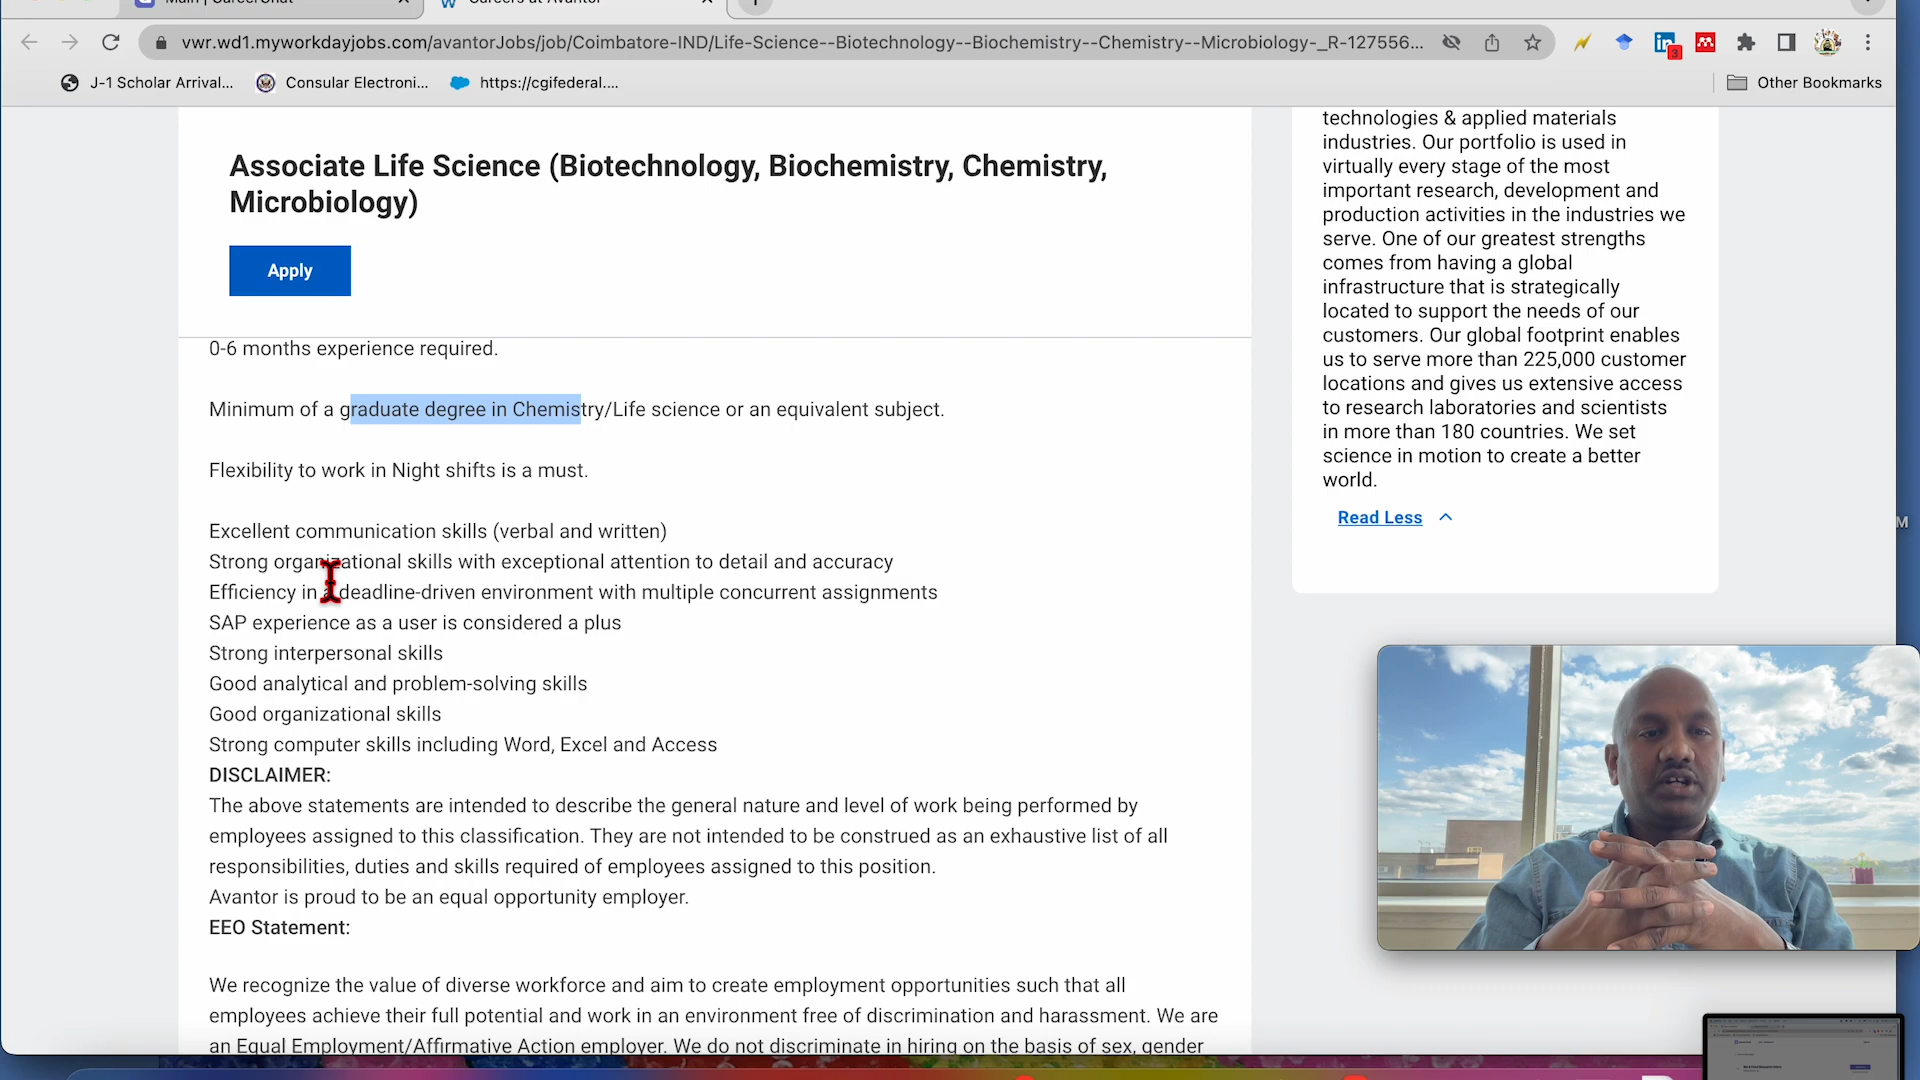 Main | CareerChat
Careers at Avantor
vwr.wd1.myworkdayjobs.com/avantorJobs/job/Coimbatore-IND/Life-Science--Biotechnology--Biochemistry--Chemistry--Microbiology-_R-127556...
3
J-1 Scholar Arrival...
Consular Electroni...
https://cgifederal....
Other Bookmarks
Associate Life Science (Biotechnology, Biochemistry, Chemistry,
Microbiology)
Apply
0-6 months experience required.
Minimum of a graduate degree in Chemistry/Life science or an equivalent subject.
Flexibility to work in Night shifts is a must.
Excellent communication skills (verbal and written)
Strong organizational skills with exceptional attention to detail and accuracy
Efficiency in a deadline-driven environment with multiple concurrent assignments
SAP experience as a user is considered a plus
Strong interpersonal skills
Good analytical and problem-solving skills
Good organizational skills
Strong computer skills including Word, Excel and Access
DISCLAIMER:
The above statements are intended to describe the general nature and level of work being performed by
employees assigned to this classification. They are not intended to be construed as an exhaustive list of all
responsibilities, duties and skills required of employees assigned to this position.
Avantor is proud to be an equal opportunity employer.
EEO Statement:
We recognize the value of diverse workforce and aim to create employment opportunities such that all
employees achieve their full potential and work in an environment free of discrimination and harassment. We are
an Equal Employment/Affirmative Action employer. We do not discriminate in hiring on the basis of sex, gender
technologies & applied materials
industries. Our portfolio is used in
virtually every stage of the most
important research, development and
production activities in the industries we
serve. One of our greatest strengths
comes from having a global
infrastructure that is strategically
located to support the needs of our
customers. Our global footprint enables
us to serve more than 225,000 customer
locations and gives us extensive access
to research laboratories and scientists
in more than 180 countries. We set
science in motion to create a better
world.
Read Less
M